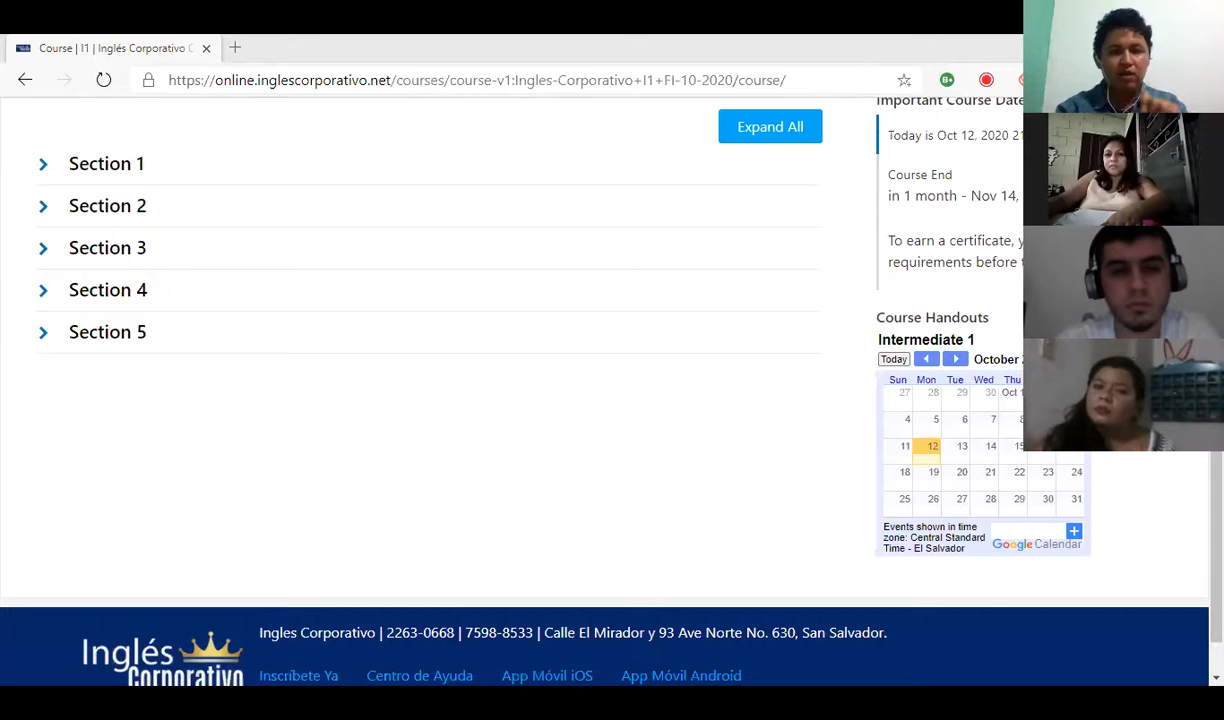 Course | I1 | Inglés Corporativo C
https://online.inglescorporativo.net/courses/course-v1:Ingles-Corporativo+I1+FI-10-2020/course/
Expand All
Section 1
Section 2
Section 3
Section 4
Section 5
Important Course Date
Today is Oct 12, 2020 21
Course End
in 1 month - Nov 14,
To earn a certificate, y
requirements before t
Course Handouts
Intermediate 1
Today October 2
Sun Mon Tue Wed Thu
27 28 29 30 Oct 1
4 5 6 7 8
11 12 13 14 15
18 19 20 21 22 23 24
25 26 27 28 29 30 31
Events shown in time
zone: Central Standard
Time - El Salvador
Google Calendar
Inglés
Corporativo
Ingles Corporativo | 2263-0668 | 7598-8533 | Calle El Mirador y 93 Ave Norte No. 630, San Salvador.
Inscríbete Ya Centro de Ayuda App Móvil iOS App Móvil Android